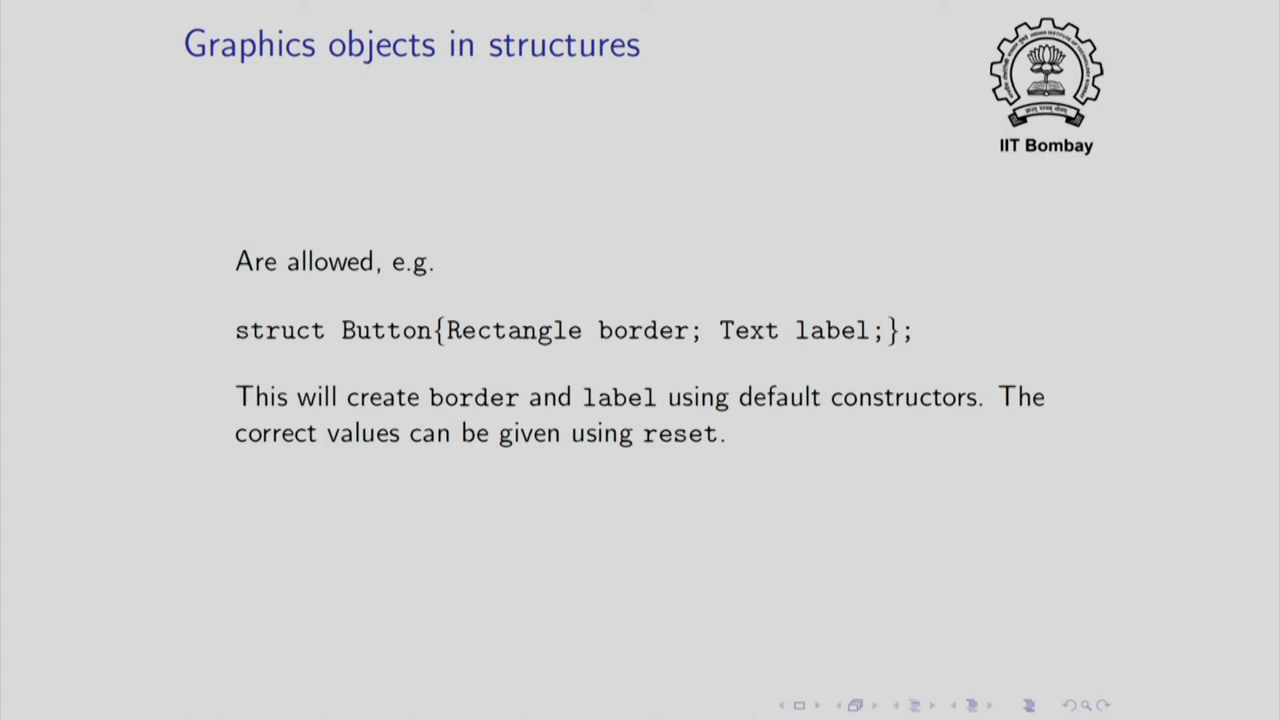 Graphics objects in structures
IIT Bombay
Are allowed, e.g.
struct Button{Rectangle border; Text label;};
This will create border and label using default constructors. The
correct values can be given using reset.